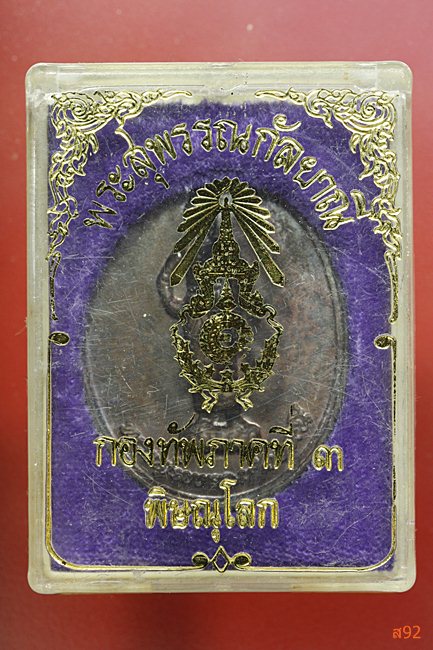 พระสุพรรณกัลยาณี
กองทัพภาคที่ ๓
พิษณุโลก
ส92